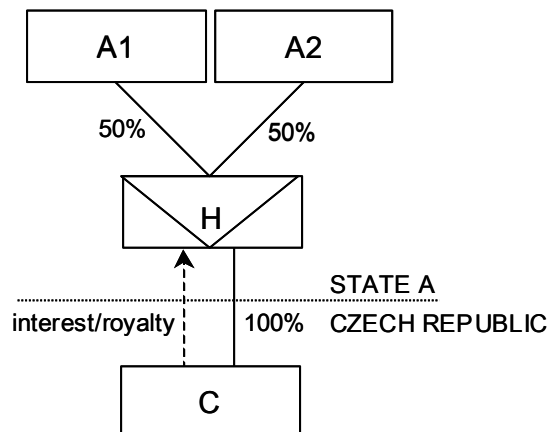 A1 A2
50% 50%
H
STATE A
interest/royalty 100% CZECH REPUBLIC
C